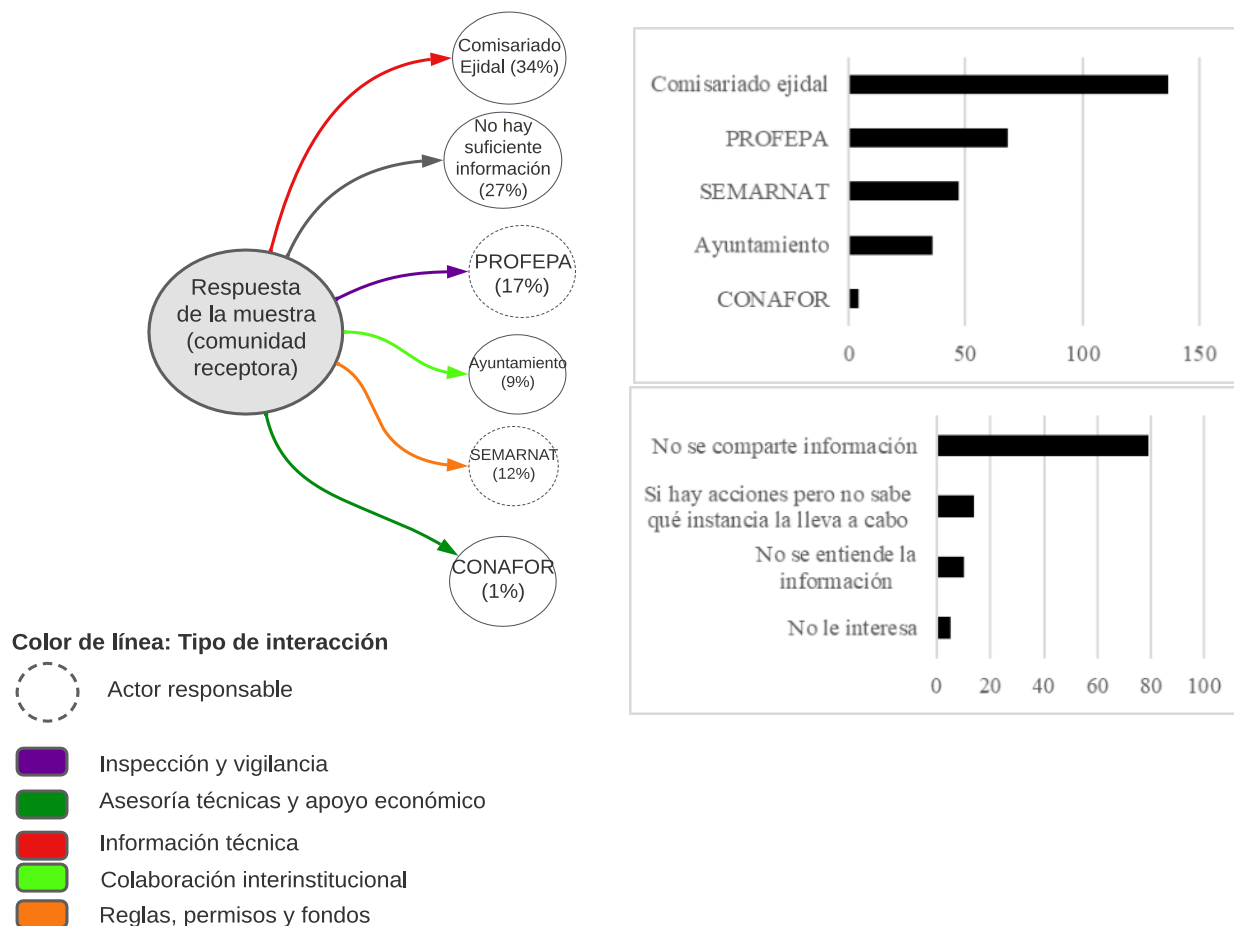 Comisariado
Ejidal (34%)
No hay
suficiente
información
(27%)
PROFEPA
(17%)
Respuesta
de la muestra
(comunidad
receptora)
Ayuntamiento
(9%)
SEMARNAT
(12%)
CONAFOR
(1%)
Color de línea: Tipo de interacción
Actor responsable
Inspección y vigilancia
Asesoría técnicas y apoyo económico
Información técnica
Colaboración interinstitucional
Reglas, permisos y fondos
Comisariado ejidal
PROFEPA
SEMARNAT
Ayuntamiento
CONAFOR
0 50 100 150
No se comparte información
Si hay acciones pero no sabe
qué instancia la lleva a cabo
No se entiende la
información
No le interesa
0 20 40 60 80 100